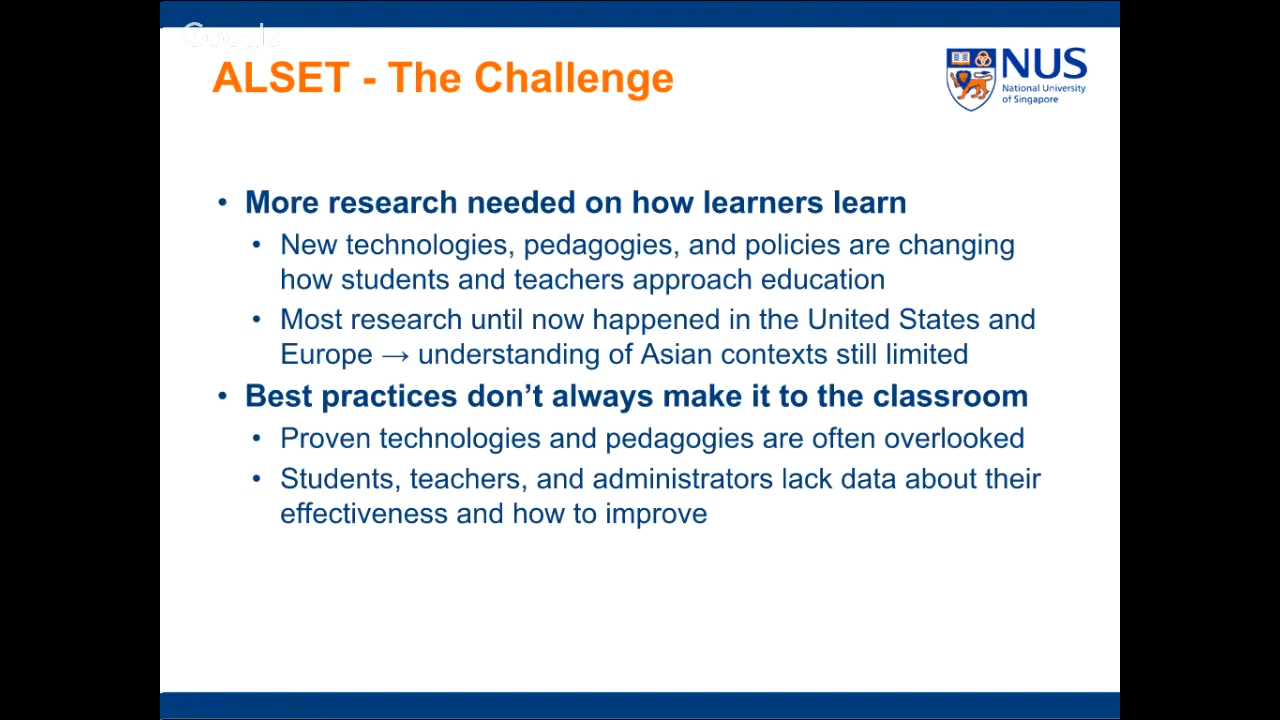 Google
ALSET - The Challenge
NUS
National University
of Singapore
• More research needed on how learners learn
• New technologies, pedagogies, and policies are changing
how students and teachers approach education
• Most research until now happened in the United States and
Europe → understanding of Asian contexts still limited
• Best practices don’t always make it to the classroom
• Proven technologies and pedagogies are often overlooked
• Students, teachers, and administrators lack data about their
effectiveness and how to improve